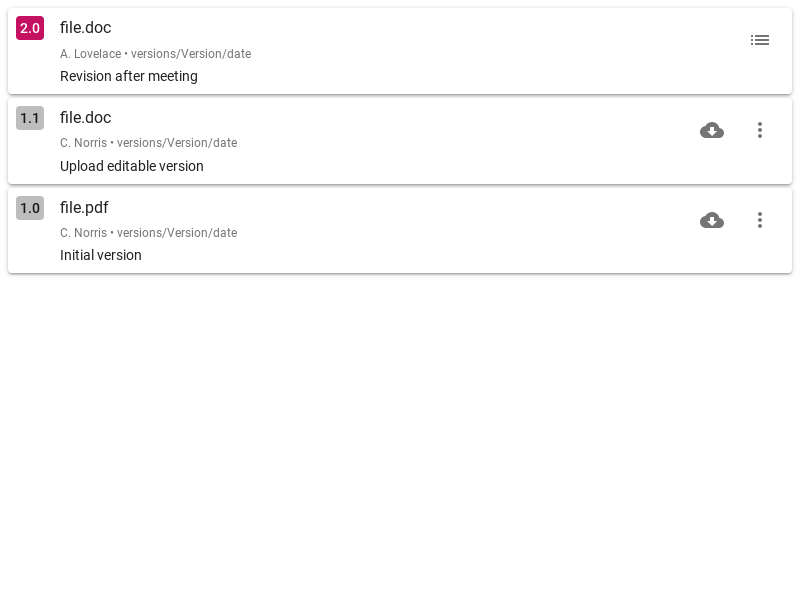 2.0 file.doc
A. Lovelace • versions/Version/date
Revision after meeting
1.1 file.doc
C. Norris • versions/Version/date
Upload editable version
1.0 file.pdf
C. Norris • versions/Version/date
Initial version